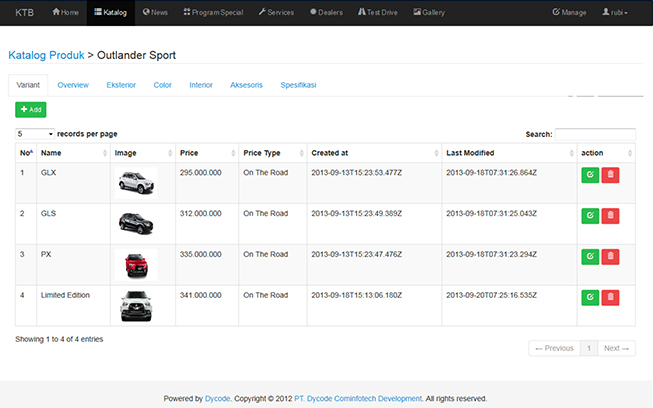 KTB Home Katalog News Program Special Services Dealers Test Drive Gallery Manage rubi
Katalog Produk > Outlander Sport
Variant Overview Eksterior Color Interior Aksesoris Spesifikasi
Add
5 records per page Search:
No Name Image Price Price Type Created at Last Modified action
1 GLX 295.000.000 On The Road 2013-09-13T15:23:53.477Z 2013-09-18T07:31:26.864Z
2 GLS 312.000.000 On The Road 2013-09-13T15:23:49.389Z 2013-09-18T07:31:25.043Z
3 PX 335.000.000 On The Road 2013-09-13T15:23:47.476Z 2013-09-18T07:31:23.294Z
4 Limited Edition 341.000.000 On The Road 2013-09-18T15:13:06.180Z 2013-09-20T07:25:16.535Z
Showing 1 to 4 of 4 entries
← Previous 1 Next →
Powered by Dycode. Copyright © 2012 PT. Dycode Cominfotech Development. All rights reserved.